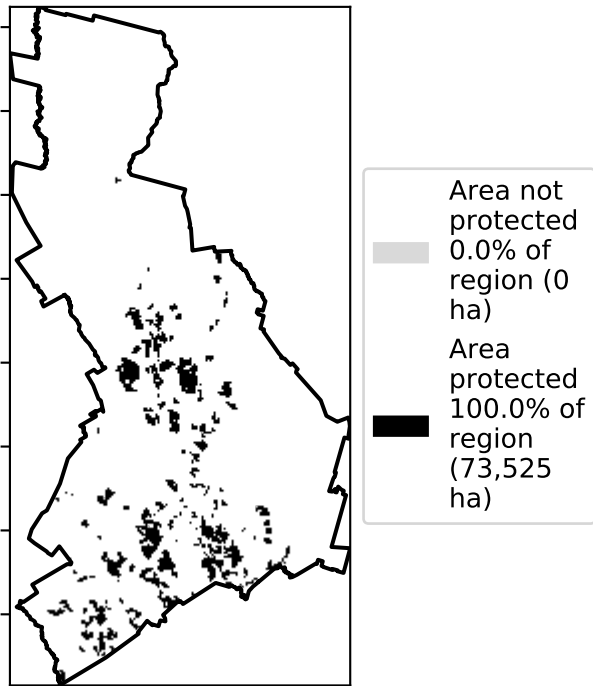 Area not
protected
0.0% of
region (0
ha)
Area
protected
100.0% of
region
(73,525
ha)